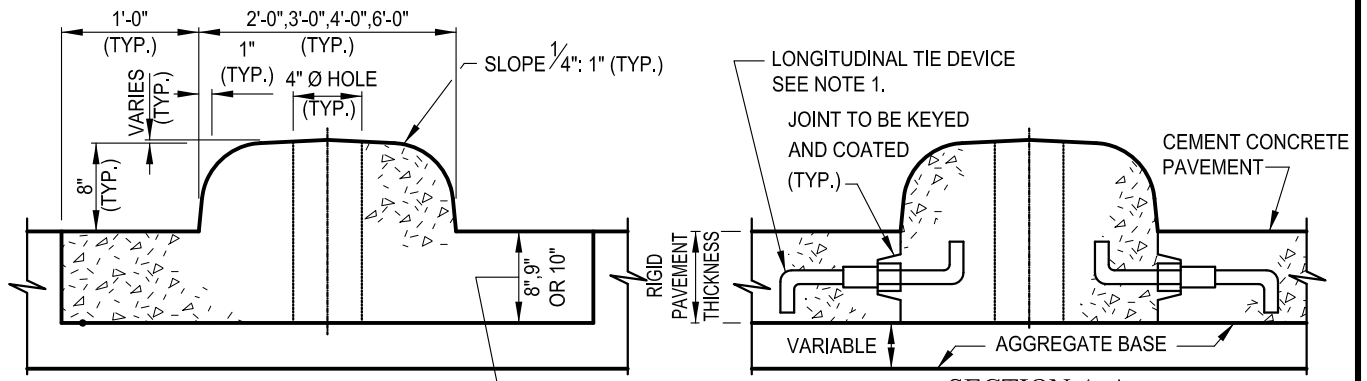 1'-0"
(TYP.)
2'-0",3'-0",4'-0",6'-0"
(TYP.)
1"
(TYP.)
4" Ø HOLE
(TYP.)
SLOPE 1/4": 1" (TYP.)
VARIES
(TYP.)
8"
(TYP.)
8",9"
OR 10"
LONGITUDINAL TIE DEVICE
SEE NOTE 1.
JOINT TO BE KEYED
AND COATED
(TYP.)
CEMENT CONCRETE
PAVEMENT
RIGID
PAVEMENT
THICKNESS
VARIABLE
AGGREGATE BASE